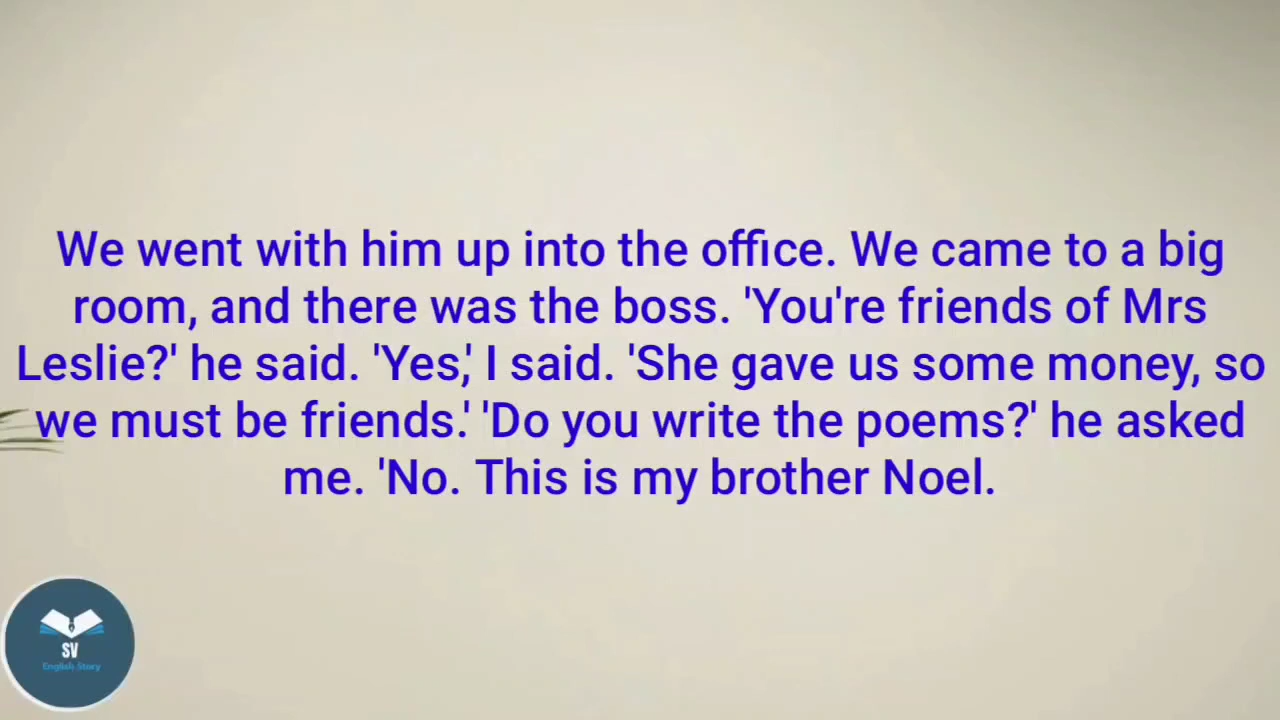 We went with him up into the office. We came to a big
room, and there was the boss. 'You're friends of Mrs
Leslie?' he said. 'Yes,' I said. 'She gave us some money, so
we must be friends.' 'Do you write the poems?' he asked
me. 'No. This is my brother Noel.
SV
English Story